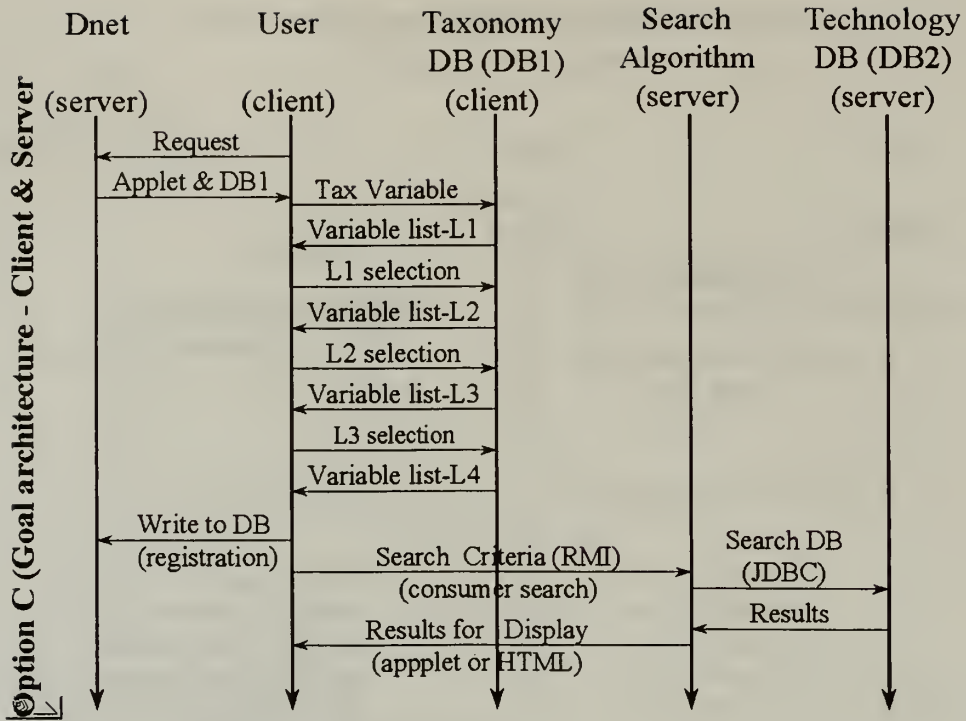 Option C (Goal architecture - Client & Server
Dnet
(server)
User
(client)
Taxonomy
DB (DB1)
(client)
Search
Algorithm
(server)
Technology
DB (DB2)
(server)
Request
Applet & DB1
Tax Variable
Variable list-L1
L1 selection
Variable list-L2
L2 selection
Variable list-L3
L3 selection
Variable list-L4
Write to DB
(registration)
Search Criteria (RMI)
(consumer search)
Search DB
(JDBC)
Results
Results for Display
(appplet or HTML)